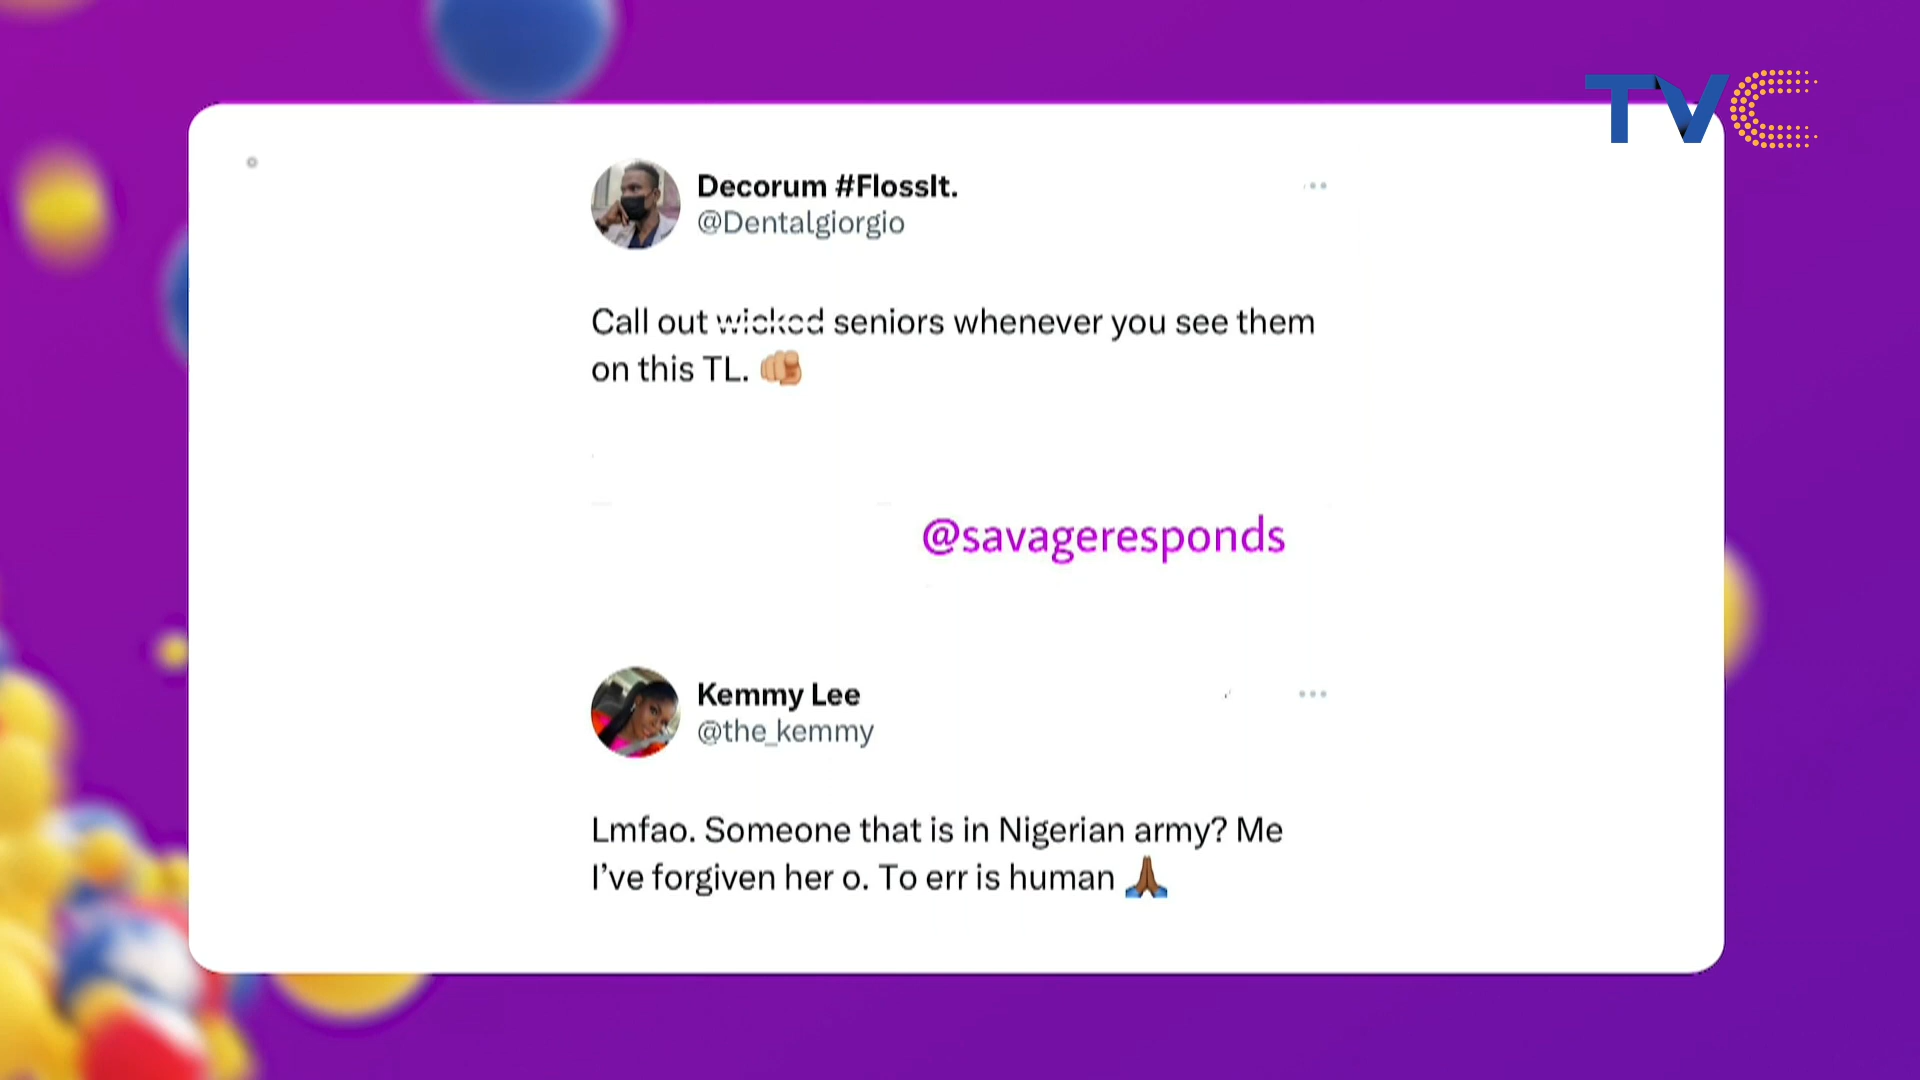 TVC
Decorum #FlossIt.
@Dentalgiorgio
Call out wicked seniors whenever you see them
on this TL. 🫵🏼
@savageresponds
Kemmy Lee
@the_kemmy
Lmfao. Someone that is in Nigerian army? Me
I've forgiven her o. To err is human 🙏🏾